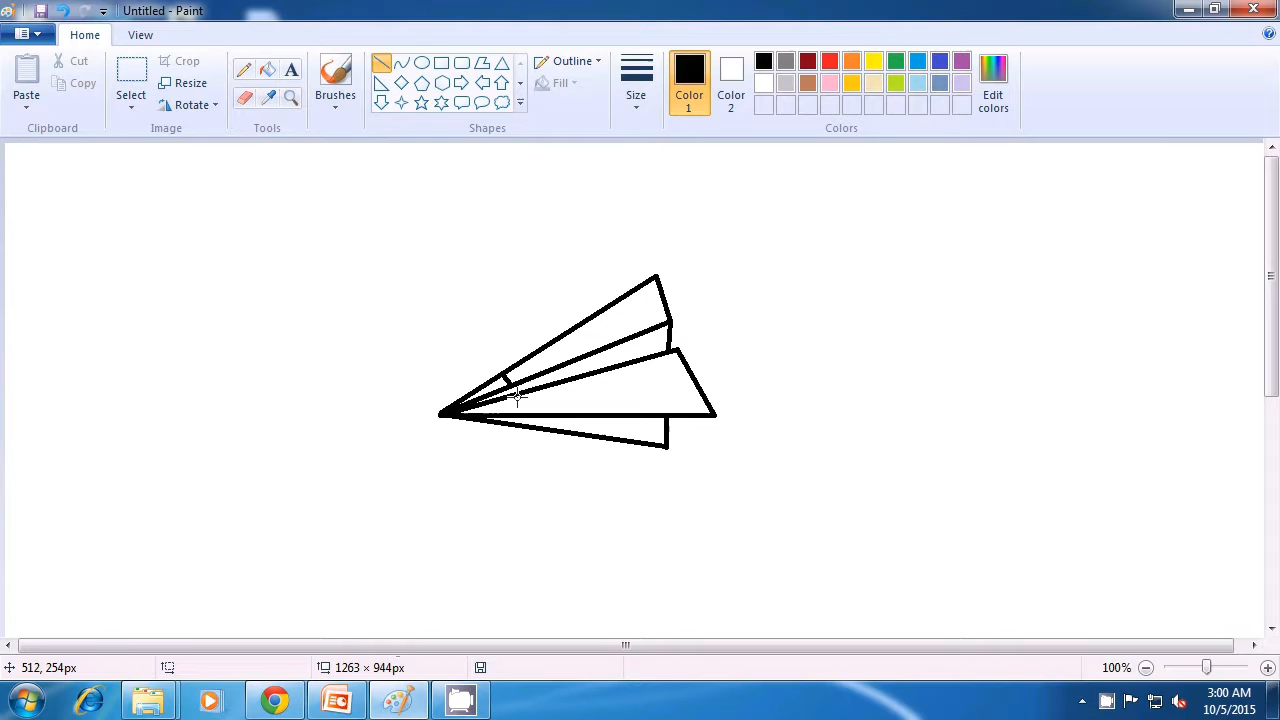 Untitled - Paint
Home View
Paste
Cut
Copy
Clipboard
Select
Crop
Resize
Rotate
Image
A
Tools
Brushes
Outline
Fill
Shapes
Size
Color
1
Color
2
Edit
colors
Colors
512, 254px
1263 × 944px
100%
3:00 AM
10/5/2015